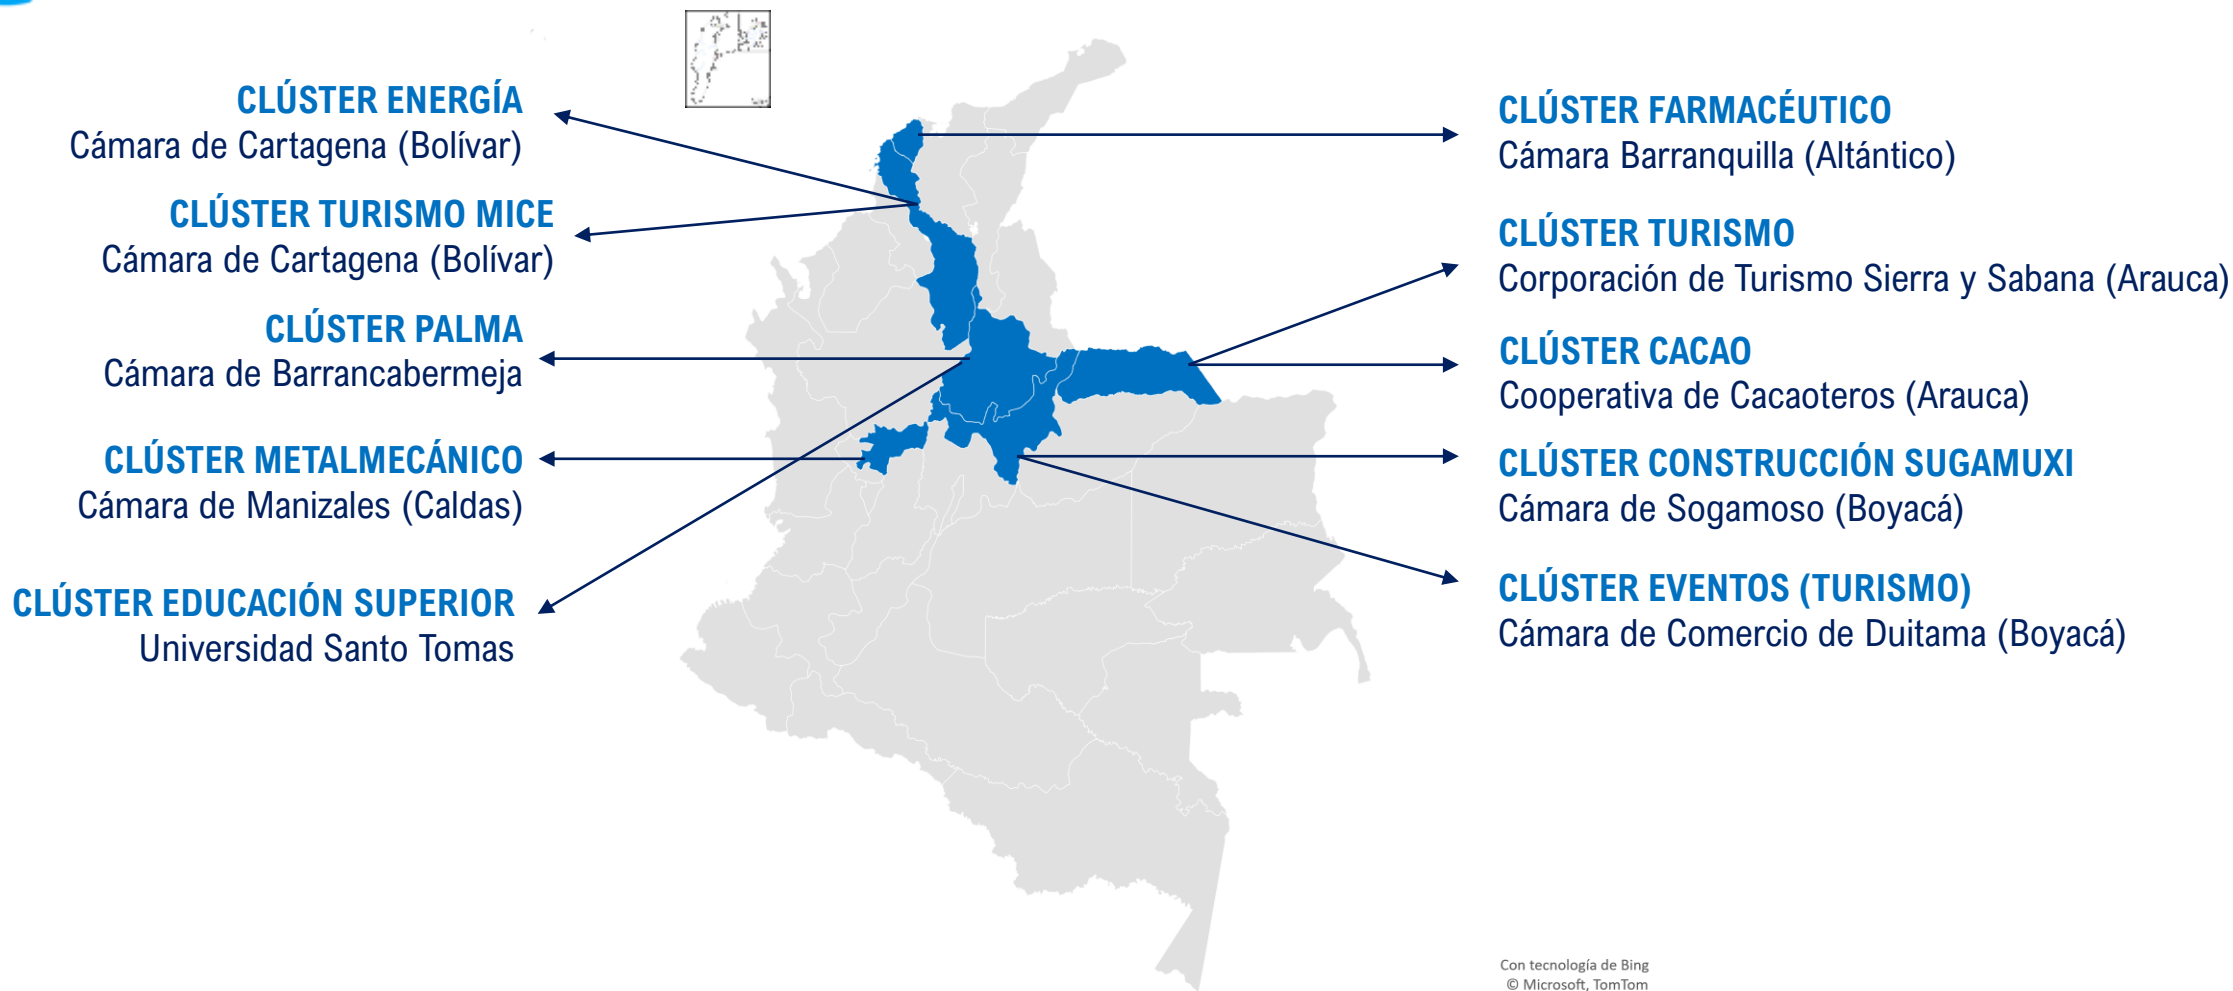 CLÚSTER ENERGÍA
Cámara de Cartagena (Bolívar)
CLÚSTER TURISMO MICE
Cámara de Cartagena (Bolívar)
CLÚSTER PALMA
Cámara de Barrancabermeja
CLÚSTER METALMECÁNICO
Cámara de Manizales (Caldas)
CLÚSTER EDUCACIÓN SUPERIOR
Universidad Santo Tomas
CLÚSTER FARMACÉUTICO
Cámara Barranquilla (Altántico)
CLÚSTER TURISMO
Corporación de Turismo Sierra y Sabana (Arauca)
CLÚSTER CACAO
Cooperativa de Cacaoteros (Arauca)
CLÚSTER CONSTRUCCIÓN SUGAMUXI
Cámara de Sogamoso (Boyacá)
CLÚSTER EVENTOS (TURISMO)
Cámara de Comercio de Duitama (Boyacá)
Con tecnología de Bing
© Microsoft, TomTom